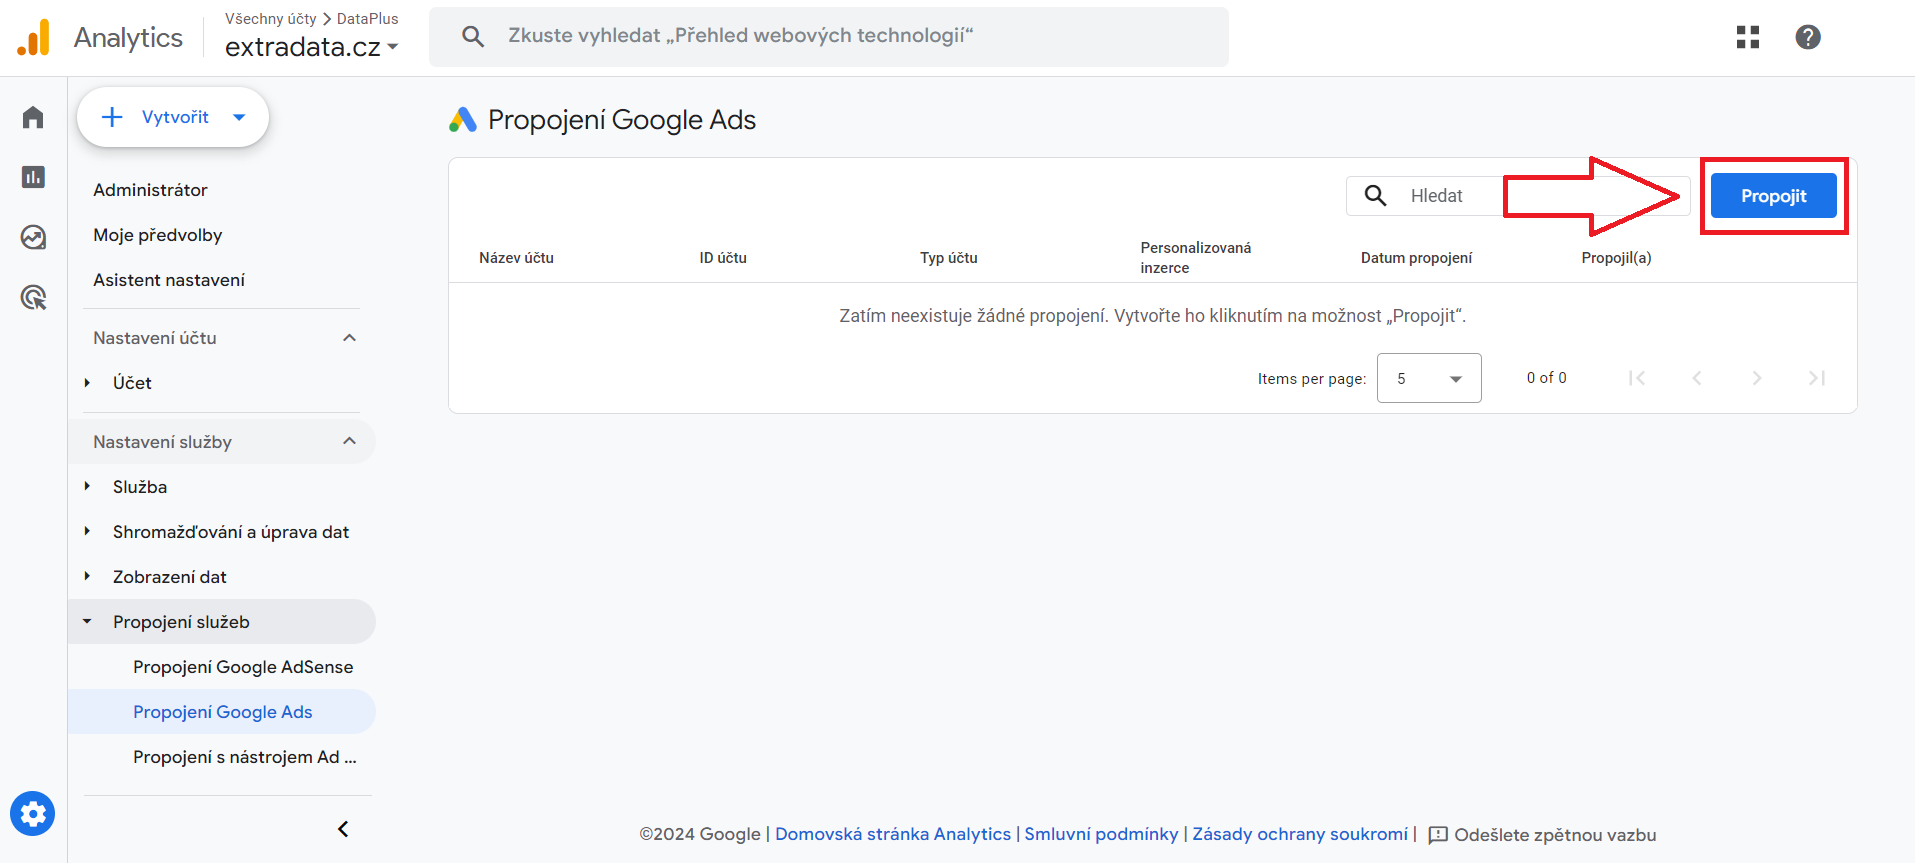 Analytics
Všechny účty > DataPlus
extradata.cz
Zkuste vyhledat „Přehled webových technologií“
Vytvořit
Administrátor
Moje předvolby
Asistent nastavení
Nastavení účtu
Účet
Nastavení služby
Služba
Shromažďování a úprava dat
Zobrazení dat
Propojení služeb
Propojení Google AdSense
Propojení Google Ads
Propojení s nástrojem Ad ...
Propojení Google Ads
Hledat
Propojit
Název účtu
ID účtu
Typ účtu
Personalizovaná
inzerce
Datum propojení
Propojil(a)
Zatím neexistuje žádné propojení. Vytvořte ho kliknutím na možnost „Propojit“.
Items per page: 5
0 of 0
©2024 Google | Domovská stránka Analytics | Smluvní podmínky | Zásady ochrany soukromí | Odešlete zpětnou vazbu